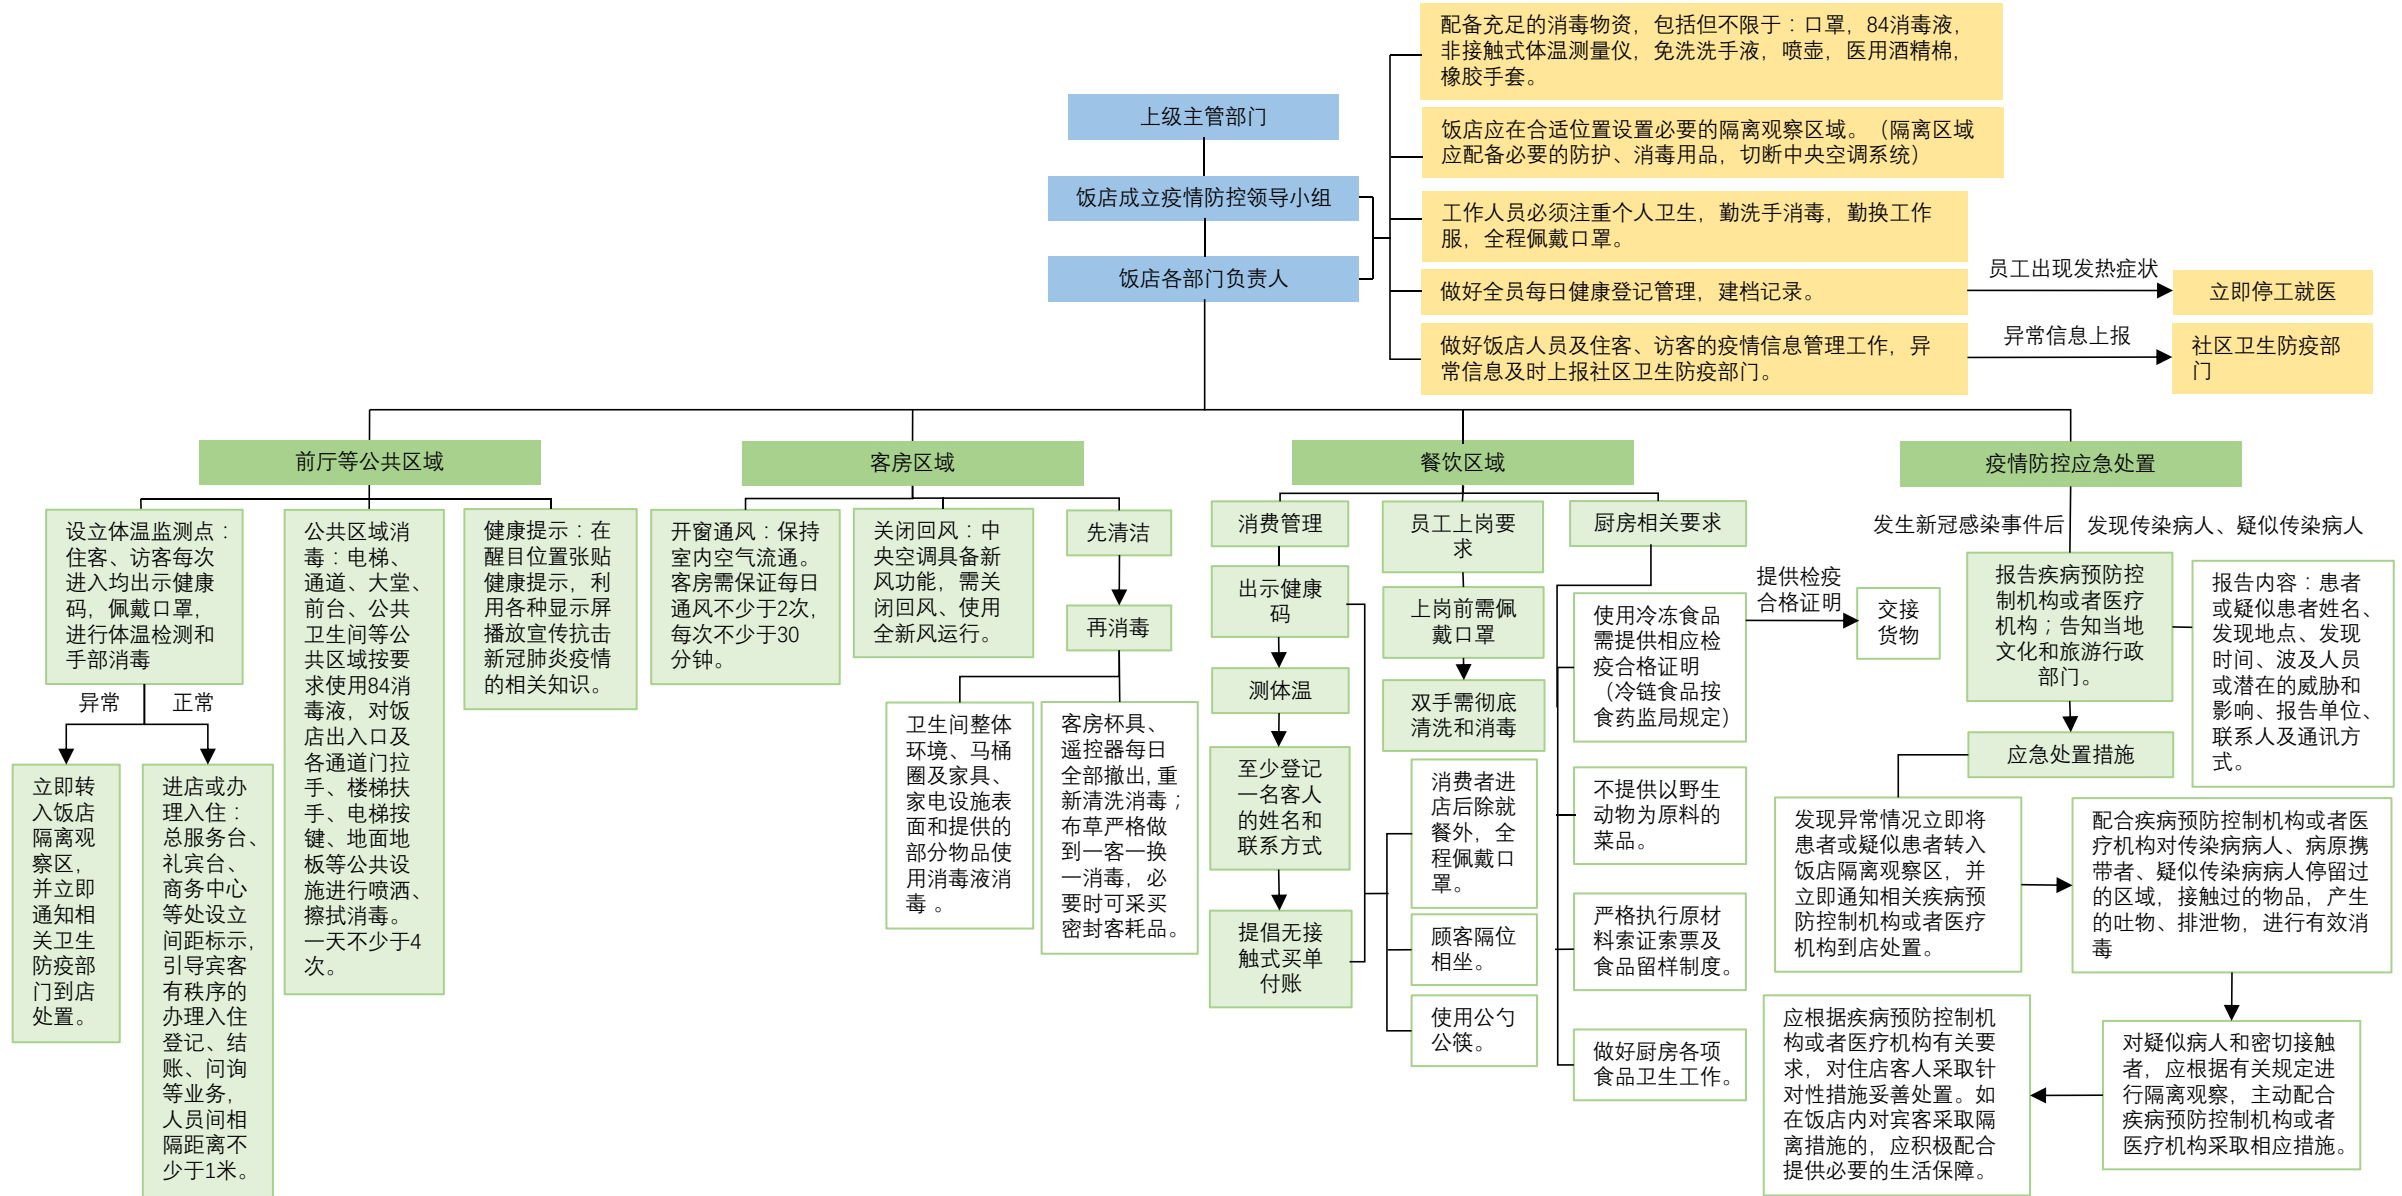 配备充足的消毒物资，包括但不限于：口罩，84消毒液，
非接触式体温测量仪，免洗洗手液，喷壶，医用酒精棉，
橡胶手套。
上级主管部门
饭店应在合适位置设置必要的隔离观察区域。（隔离区域
应配备必要的防护、消毒用品，切断中央空调系统）
饭店成立疫情防控领导小组
工作人员必须注重个人卫生，勤洗手消毒，勤换工作
服，全程佩戴口罩。
饭店各部门负责人
做好全员每日健康登记管理，建档记录。
员工出现发热症状
立即停工就医
做好饭店人员及住客、访客的疫情信息管理工作，异
常信息及时上报社区卫生防疫部门。
异常信息上报
社区卫生防疫部
门
前厅等公共区域
客房区域
餐饮区域
疫情防控应急处置
设立体温监测点：
住客、访客每次
进入均出示健康
码，佩戴口罩，
进行体温检测和
手部消毒
异常
正常
立即转
入饭店
隔离观
察区，
并立即
通知相
关卫生
防疫部
门到店
处置。
进店或办
理入住：
总服务台、
礼宾台、
商务中心
等处设立
间距标示，
引导宾客
有秩序的
办理入住
登记、结
账、问询
等业务，
人员间相
隔距离不
少于1米。
公共区域消
毒：电梯、
通道、大堂、
前台、公共
卫生间等公
共区域按要
求使用84消
毒液，对饭
店出入口及
各通道门拉
手、楼梯扶
手、电梯按
键、地面地
板等公共设
施进行喷洒、
擦拭消毒。
一天不少于4
次。
健康提示：在
醒目位置张贴
健康提示，利
用各种显示屏
播放宣传抗击
新冠肺炎疫情
的相关知识。
开窗通风：保持
室内空气流通。
客房需保证每日
通风不少于2次，
每次不少于30
分钟。
关闭回风：中
央空调具备新
风功能，需关
闭回风、使用
全新风运行。
先清洁
再消毒
卫生间整体
环境、马桶
圈及家具、
家电设施表
面和提供的
部分物品使
用消毒液消
毒 。
客房杯具、
遥控器每日
全部撤出，重
新清洗消毒；
布草严格做
到一客一换
一消毒，必
要时可采买
密封客耗品。
消费管理
出示健康
码
测体温
至少登记
一名客人
的姓名和
联系方式
提倡无接
触式买单
付账
员工上岗要
求
上岗前需佩
戴口罩
双手需彻底
清洗和消毒
消费者进
店后除就
餐外，全
程佩戴口
罩。
顾客隔位
相坐。
使用公勺
公筷。
厨房相关要求
使用冷冻食品
需提供相应检
疫合格证明
（冷链食品按
食药监局规定）
提供检疫
合格证明
交接
货物
不提供以野生
动物为原料的
菜品。
严格执行原材
料索证索票及
食品留样制度。
做好厨房各项
食品卫生工作。
发生新冠感染事件后
发现传染病人、疑似传染病人
报告疾病预防控
制机构或者医疗
机构；告知当地
文化和旅游行政
部门。
报告内容：患者
或疑似患者姓名、
发现地点、发现
时间、波及人员
或潜在的威胁和
影响、报告单位、
联系人及通讯方
式。
应急处置措施
发现异常情况立即将
患者或疑似患者转入
饭店隔离观察区，并
立即通知相关疾病预
防控制机构或者医疗
机构到店处置。
配合疾病预防控制机构或者医
疗机构对传染病病人、病原携
带者、疑似传染病病人停留过
的区域，接触过的物品，产生
的吐物、排泄物，进行有效消
毒
对疑似病人和密切接触
者，应根据有关规定进
行隔离观察，主动配合
疾病预防控制机构或者
医疗机构采取相应措施。
应根据疾病预防控制机
构或者医疗机构有关要
求，对住店客人采取针
对性措施妥善处置。如
在饭店内对宾客采取隔
离措施的，应积极配合
提供必要的生活保障。